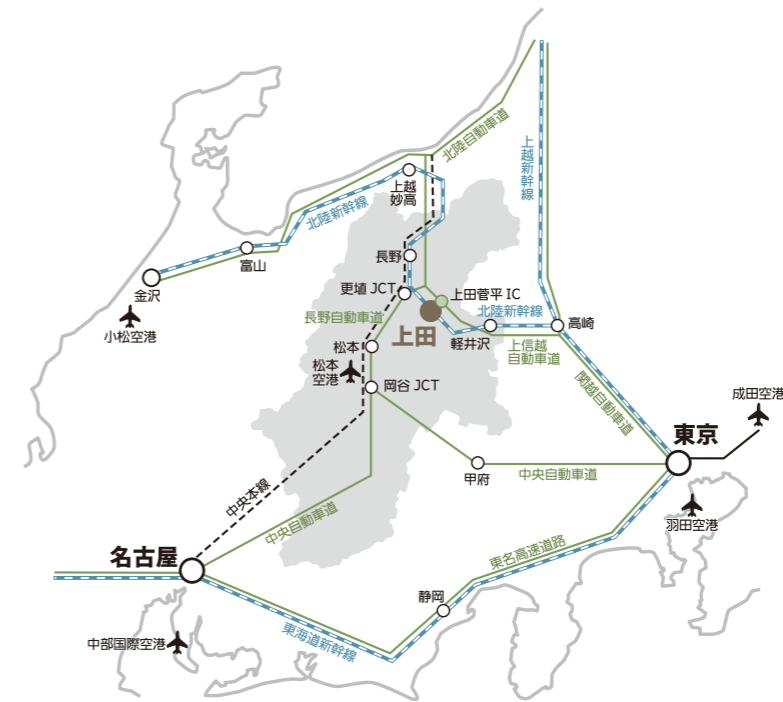 北陸自動車道
上越新幹線
上越
妙高
北陸新幹線
富山
金沢
小松空港
長野
更埴 JCT
上田菅平 IC
北陸新幹線
長野自動車道
上田
軽井沢
高崎
上信越
自動車道
松本
松本
空港
岡谷 JCT
関越自動車道
成田空港
東京
甲府
中央自動車道
羽田空港
中央本線
中央自動車道
東名高速道路
名古屋
静岡
中部国際空港
東海道新幹線